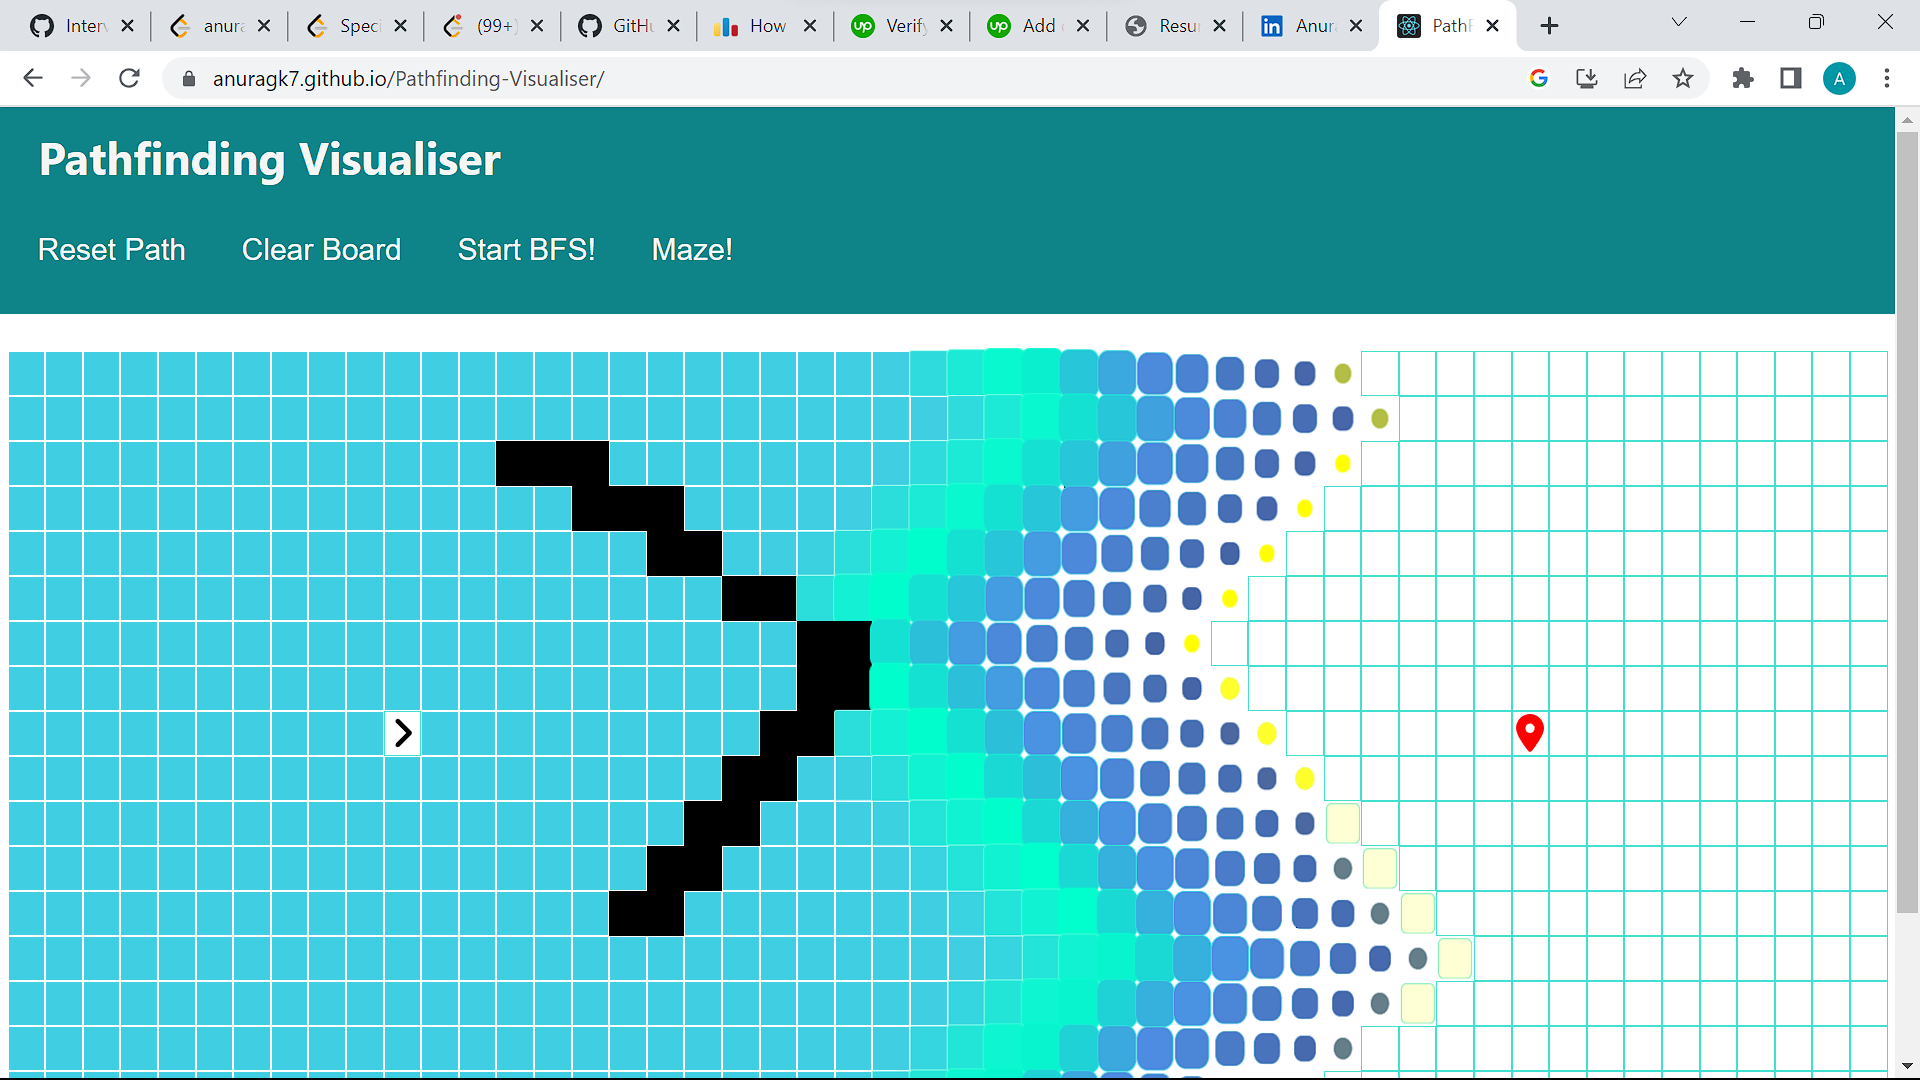 Interv anura Speci (99+) GitHu How Verify Add Resu Anura PathF
anuragk7.github.io/Pathfinding-Visualiser/
A
Pathfinding Visualiser
Reset Path Clear Board Start BFS! Maze!